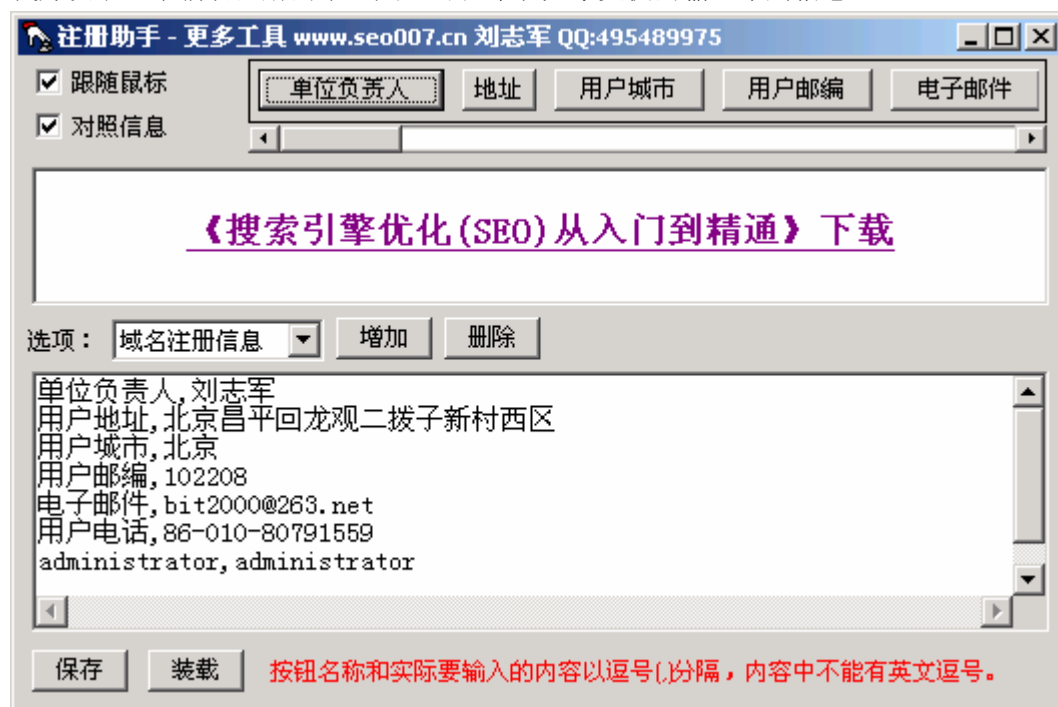 注册助手 - 更多工具 www.seo007.cn 刘志军 QQ:495489975
跟随鼠标
单位负责人 地址 用户城市 用户邮编 电子邮件
对照信息
《搜索引擎优化(SEO)从入门到精通》下载
选项： 域名注册信息 增加 删除
单位负责人,刘志军
用户地址,北京昌平回龙观二拨子新村西区
用户城市,北京
用户邮编,102208
电子邮件,bit2000@263.net
用户电话,86-010-80791559
administrator,administrator
保存 装载 按钮名称和实际要输入的内容以逗号(,)分隔，内容中不能有英文逗号。